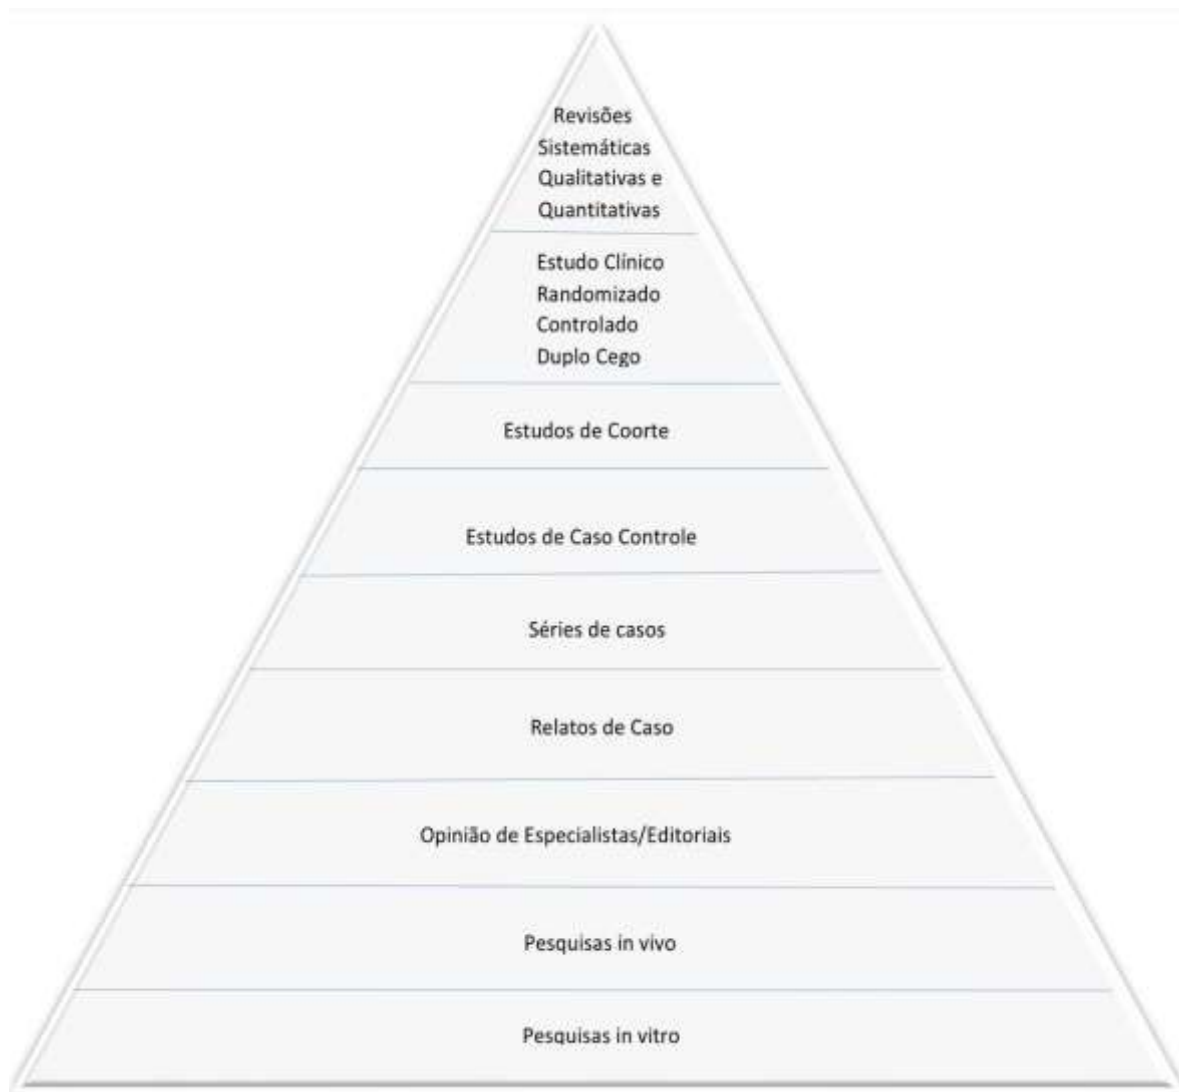 Revisões
Sistemáticas
Qualitativas e
Quantitativas
Estudo Clínico
Randomizado
Controlado
Duplo Cego
Estudos de Coorte
Estudos de Caso Controle
Séries de casos
Relatos de Caso
Opinião de Especialistas/Editoriais
Pesquisas in vivo
Pesquisas in vitro